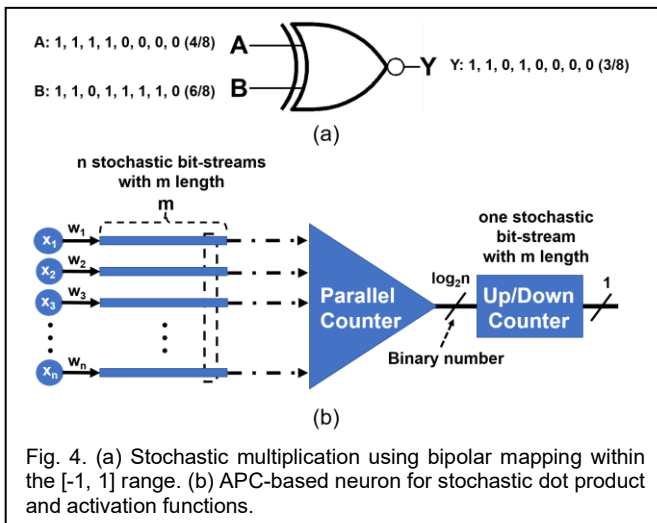 A: 1, 1, 1, 1, 0, 0, 0, 0 (4/8)
A
Y
Y: 1, 1, 0, 1, 0, 0, 0, 0 (3/8)
B: 1, 1, 0, 1, 1, 1, 1, 0 (6/8)
B
(a)
n stochastic bit-streams
with m length
m
one stochastic
bit-stream
with m length
x1
w1
x2
w2
x3
w3
xn
wn
Parallel
Counter
log2n
Binary number
Up/Down
Counter
1
(b)
Fig. 4. (a) Stochastic multiplication using bipolar mapping within
the [-1, 1] range. (b) APC-based neuron for stochastic dot product
and activation functions.